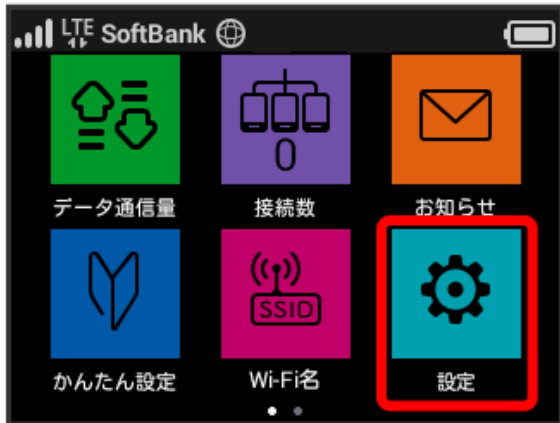 LTE SoftBank
データ通信量 接続数 お知らせ
0
かんたん設定 Wi-Fi名 設定
SSID